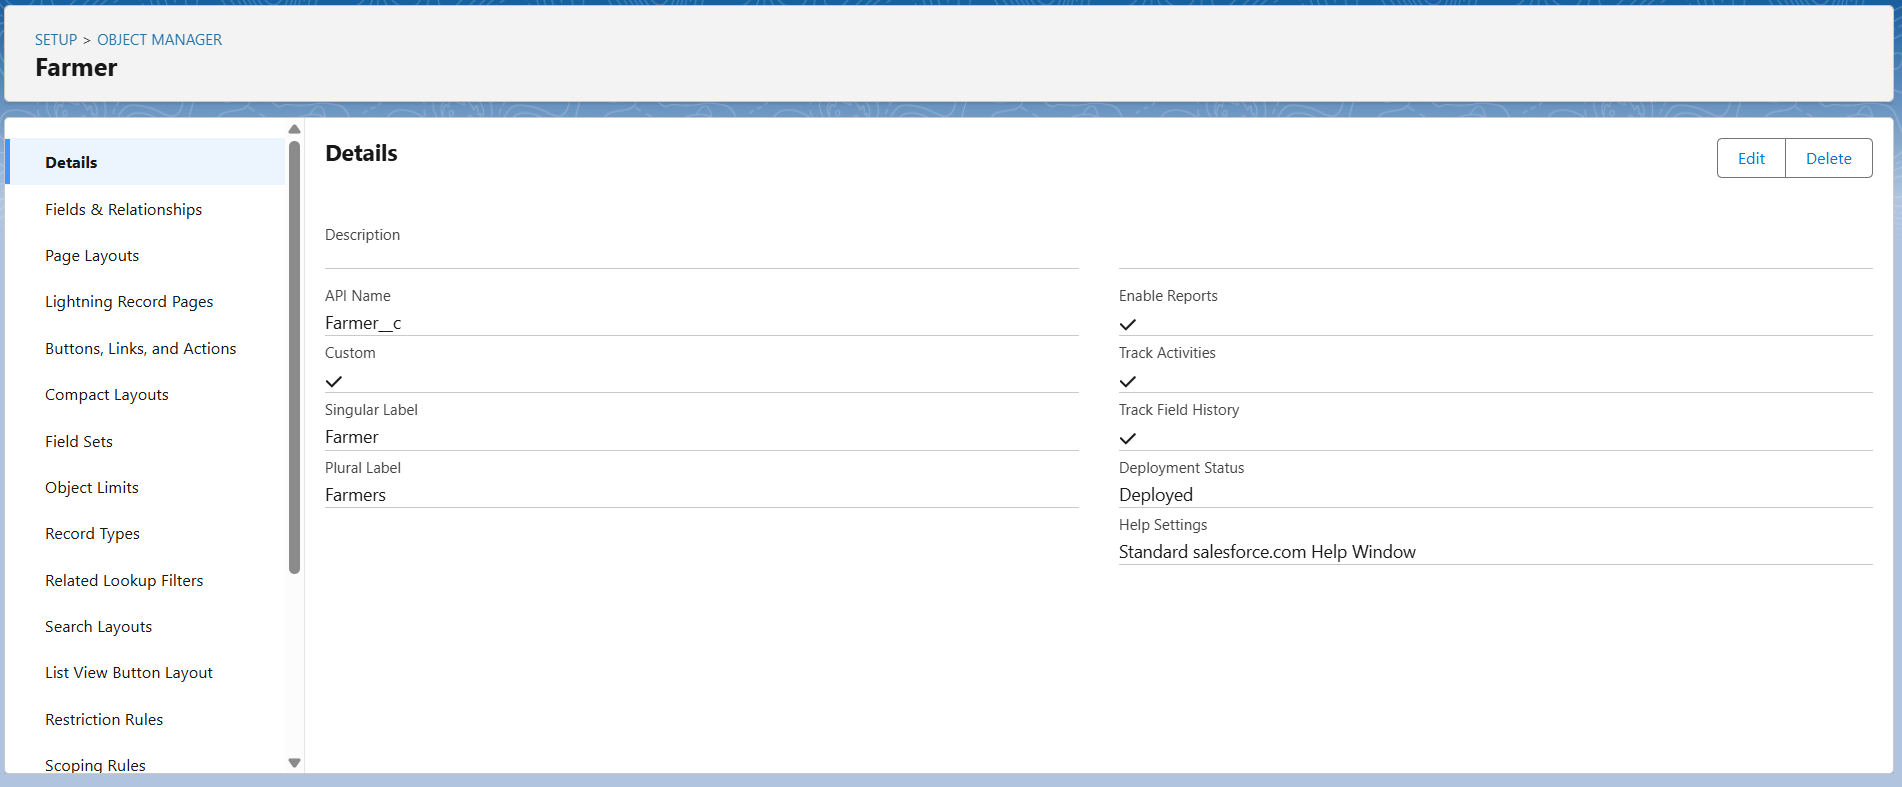 SETUP > OBJECT MANAGER
Farmer
Details
Fields & Relationships
Page Layouts
Lightning Record Pages
Buttons, Links, and Actions
Compact Layouts
Field Sets
Object Limits
Record Types
Related Lookup Filters
Search Layouts
List View Button Layout
Restriction Rules
Scoping Rules
Details
Edit
Delete
Description
API Name
Farmer__c
Custom
Singular Label
Farmer
Plural Label
Farmers
Enable Reports
Track Activities
Track Field History
Deployment Status
Deployed
Help Settings
Standard salesforce.com Help Window